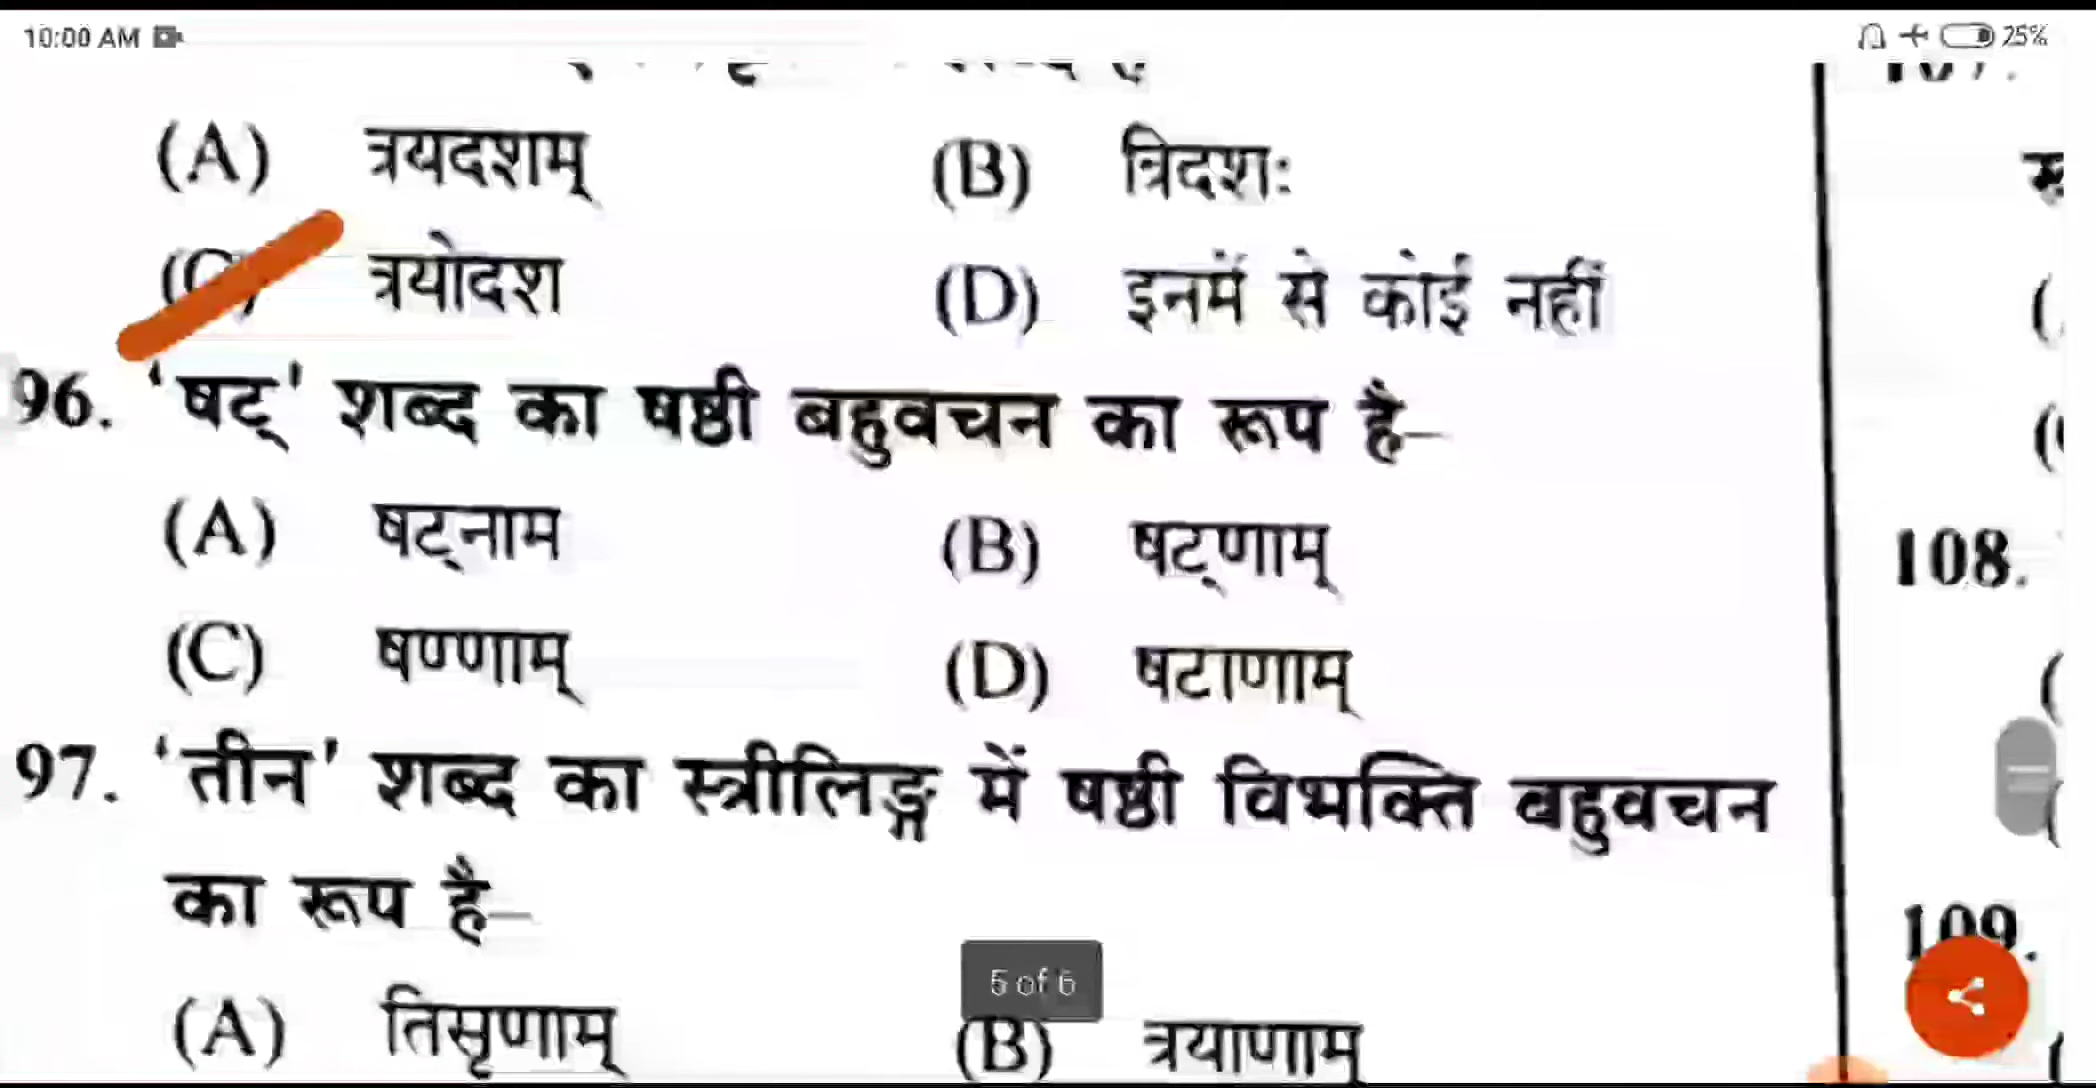 10:00 AM
25%
(A) त्रयदशम् (B) त्रिदशः
(C) त्रयोदश (D) इनमें से कोई नहीं
96. 'षट्' शब्द का षष्ठी बहुवचन का रूप है–
(A) षट्नाम (B) षट्णाम्
(C) षण्णाम् (D) षटाणाम्
97. 'तीन' शब्द का स्त्रीलिङ्ग में षष्ठी विभक्ति बहुवचन
का रूप है–
5 of 6
(A) तिसृणाम् (B) त्रयाणाम्
108.
109.